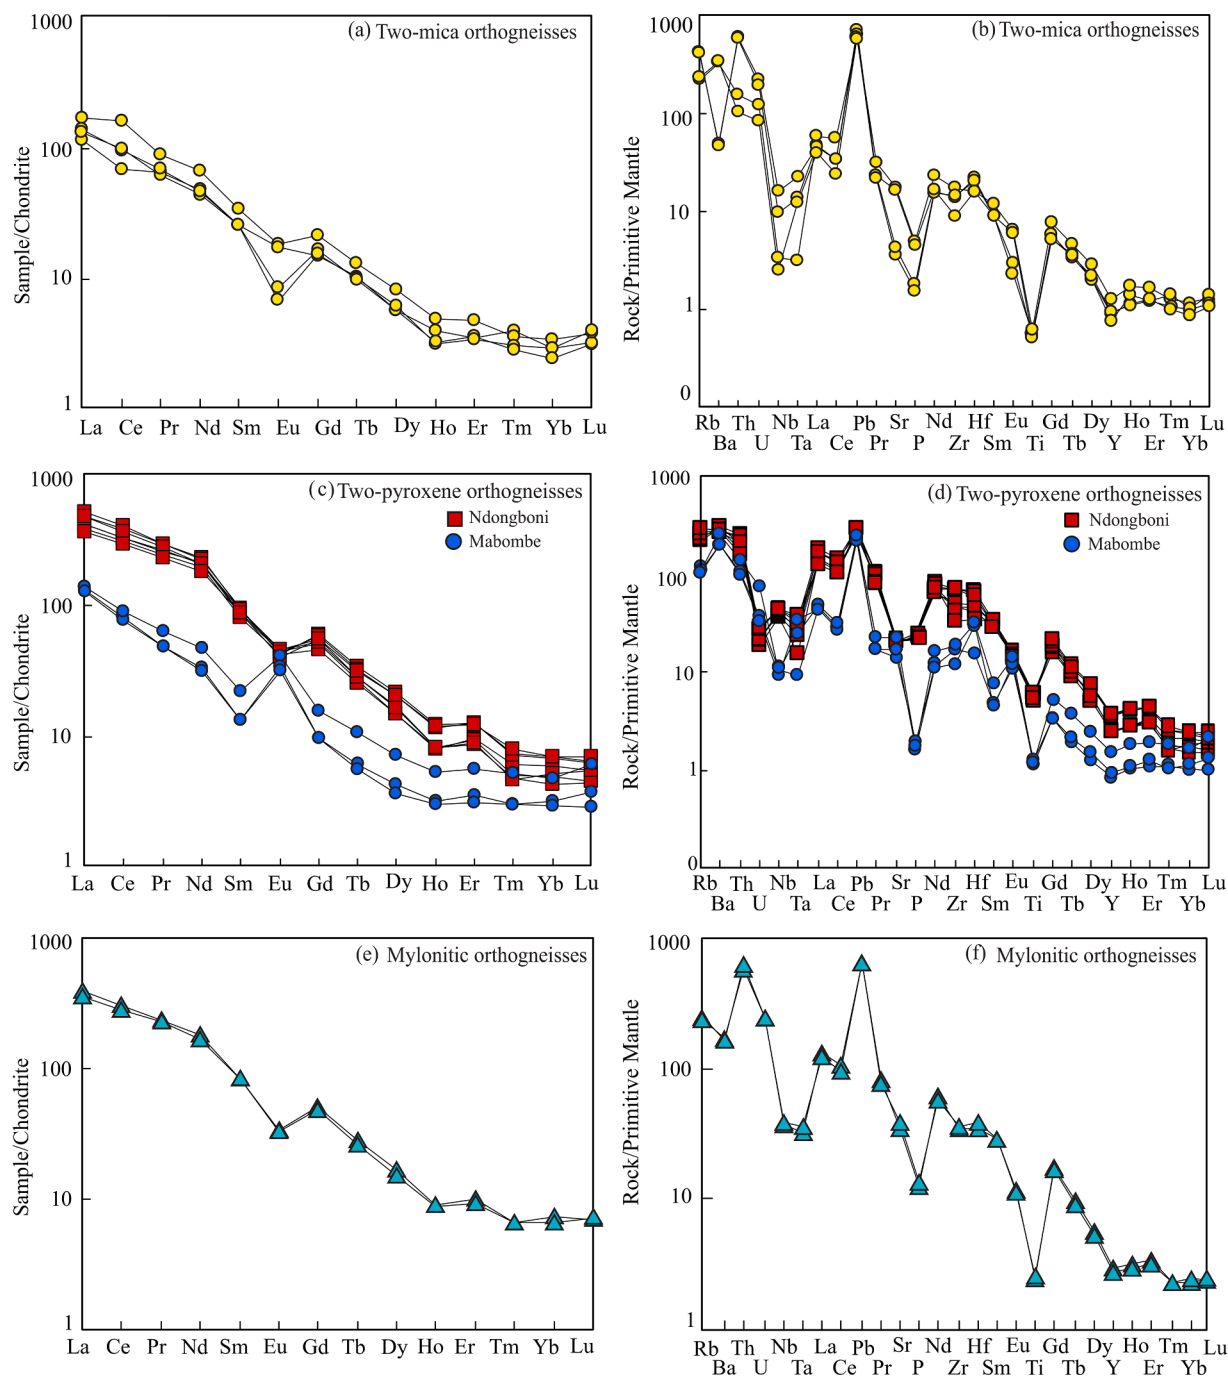 (a) Two-mica orthogneisses
1000
100
10
1
Sample/Chondrite
La Ce Pr Nd Sm Eu Gd Tb Dy Ho Er Tm Yb Lu
(b) Two-mica orthogneisses
1000
100
10
1
0
Rock/Primitive Mantle
Rb Th Nb La Pb Sr Nd Hf Eu Gd Dy Ho Tm Lu
Ba U Ta Ce Pr P Zr Sm Ti Tb Y Er Yb
(c) Two-pyroxene orthogneisses
Ndongboni
Mabombe
1000
100
10
1
Sample/Chondrite
La Ce Pr Nd Sm Eu Gd Tb Dy Ho Er Tm Yb Lu
(d) Two-pyroxene orthogneisses
Ndongboni
Mabombe
1000
100
10
1
0
Rock/Primitive Mantle
Rb Th Nb La Pb Sr Nd Hf Eu Gd Dy Ho Tm Lu
Ba U Ta Ce Pr P Zr Sm Ti Tb Y Er Yb
(e) Mylonitic orthogneisses
1000
100
10
1
Sample/Chondrite
La Ce Pr Nd Sm Eu Gd Tb Dy Ho Er Tm Yb Lu
(f) Mylonitic orthogneisses
1000
100
10
1
Rock/Primitive Mantle
Rb Th Nb La Pb Sr Nd Hf Eu Gd Dy Ho Tm Lu
Ba U Ta Ce Pr P Zr Sm Ti Tb Y Er Yb